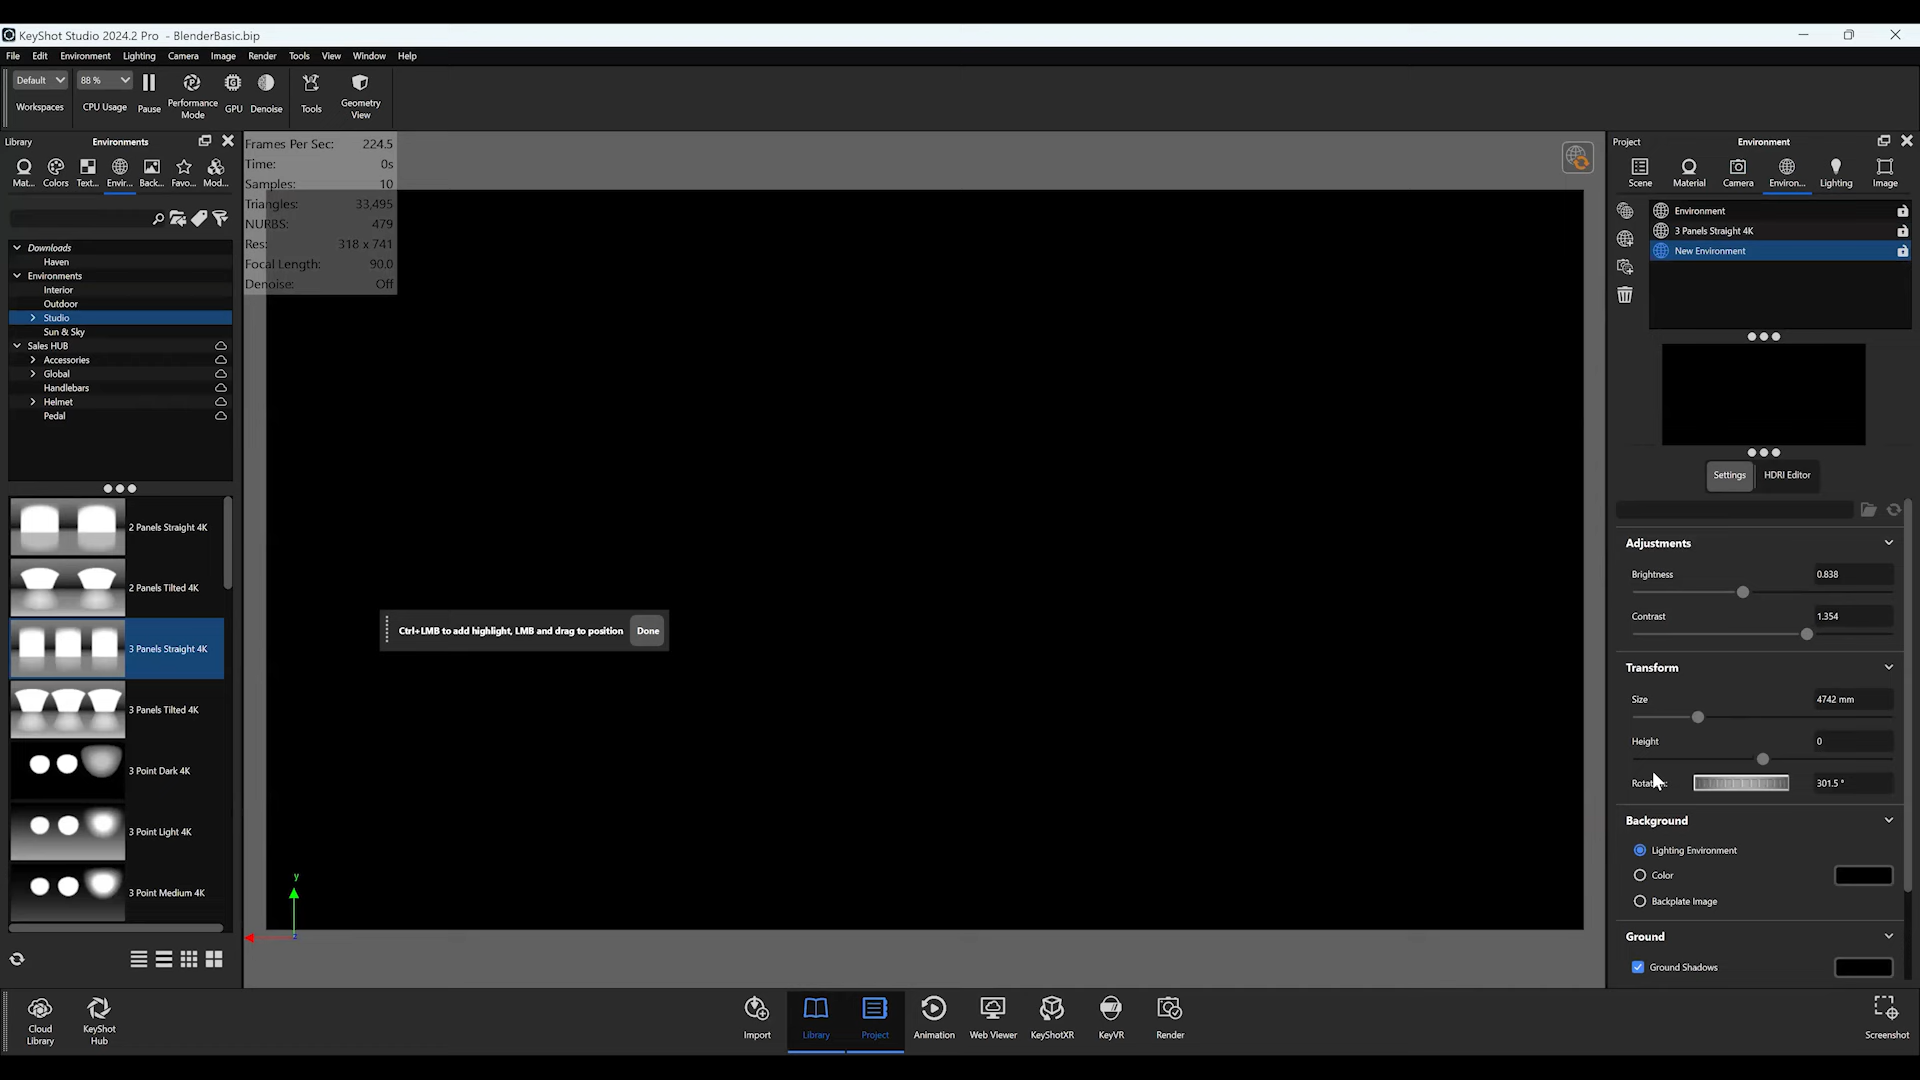 KeyShot Studio 2024.2 Pro - BlenderBasic.bip
File Edit Environment Lighting Camera Image Render Tools View Window Help
Default 88 %
Workspaces CPU Usage Pause Performance Mode GPU Denoise Tools Geometry View
Library Environments
Mat... Colors Text... Envir... Back... Favo... Mod...
Downloads
Haven
Environments
Interior
Outdoor
Studio
Sun & Sky
Sales HUB
Accessories
Global
Handlebars
Helmet
Pedal
2 Panels Straight 4K
2 Panels Tilted 4K
3 Panels Straight 4K
3 Panels Tilted 4K
3 Point Dark 4K
3 Point Light 4K
3 Point Medium 4K
Frames Per Sec: 224.5
Time: 0s
Samples: 10
Triangles: 33,495
NURBS: 479
Res: 318 x 741
Focal Length: 90.0
Denoise: Off
Ctrl+LMB to add highlight, LMB and drag to position Done
y
Project Environment
Scene Material Camera Environ... Lighting Image
Environment
3 Panels Straight 4K
New Environment
Settings HDRI Editor
Adjustments
Brightness 0.838
Contrast 1.354
Transform
Size 4742 mm
Height 0
301.5 °
Background
Lighting Environment
Color
Backplate Image
Ground
Ground Shadows
Cloud Library KeyShot Hub Import Library Project Animation Web Viewer KeyShotXR KeyVR Render Screenshot